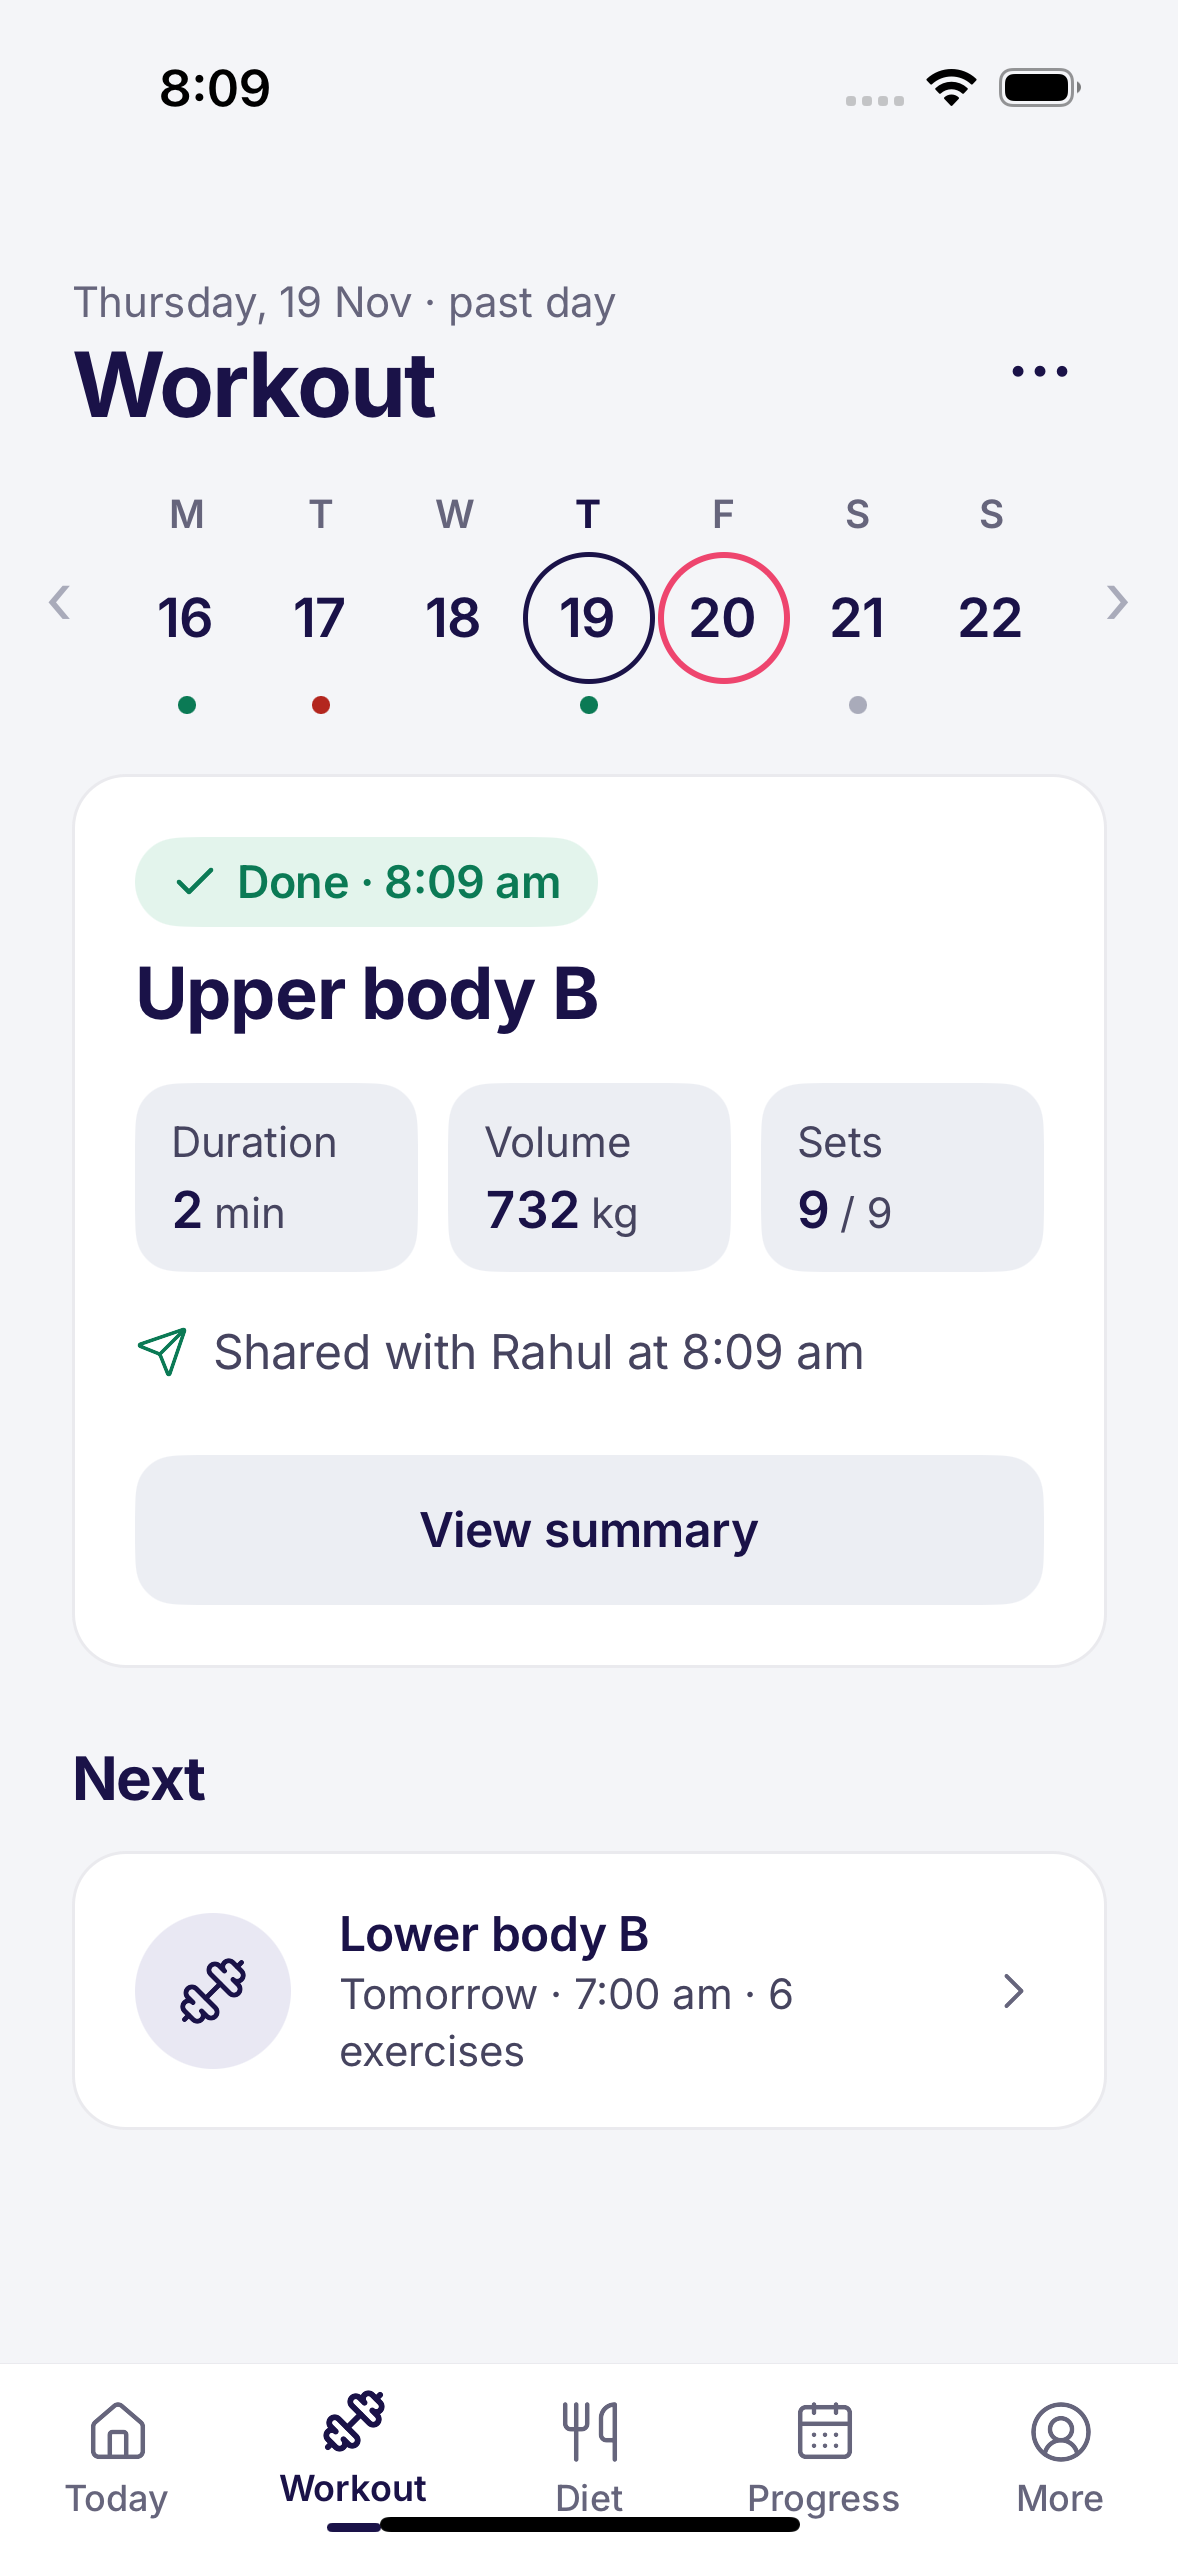 8:09
Thursday, 19 Nov · past day
Workout
M T W T F S S
16 17 18 19 20 21 22
Done · 8:09 am
Upper body B
Duration Volume Sets
2 min 732 kg 9 / 9
Shared with Rahul at 8:09 am
View summary
Next
Lower body B
Tomorrow · 7:00 am · 6
exercises
Today Workout Diet Progress More